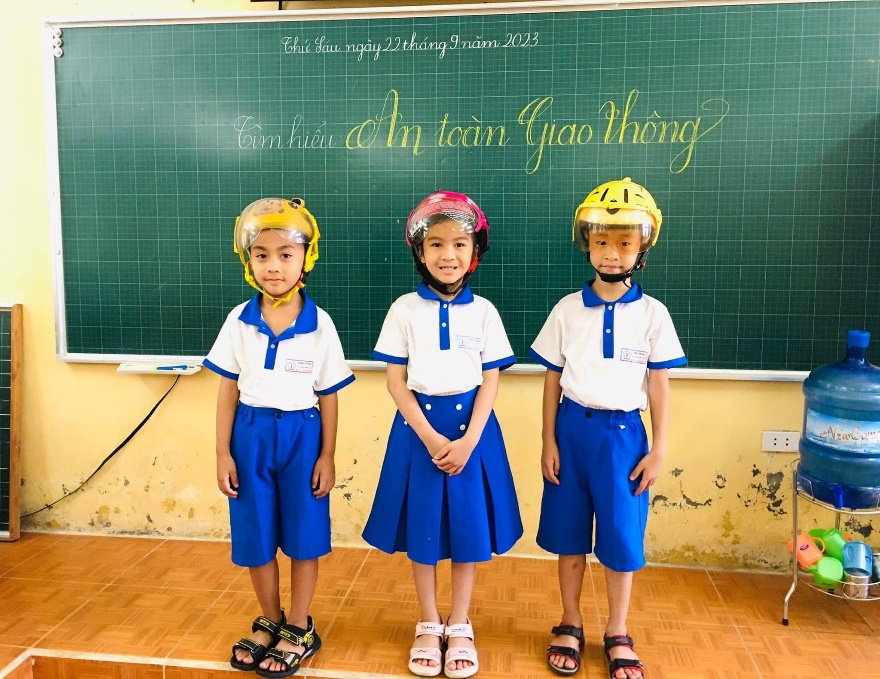 Thứ Sáu ngày 22 tháng 9 năm 2023
Tìm hiểu An toàn Giao thông